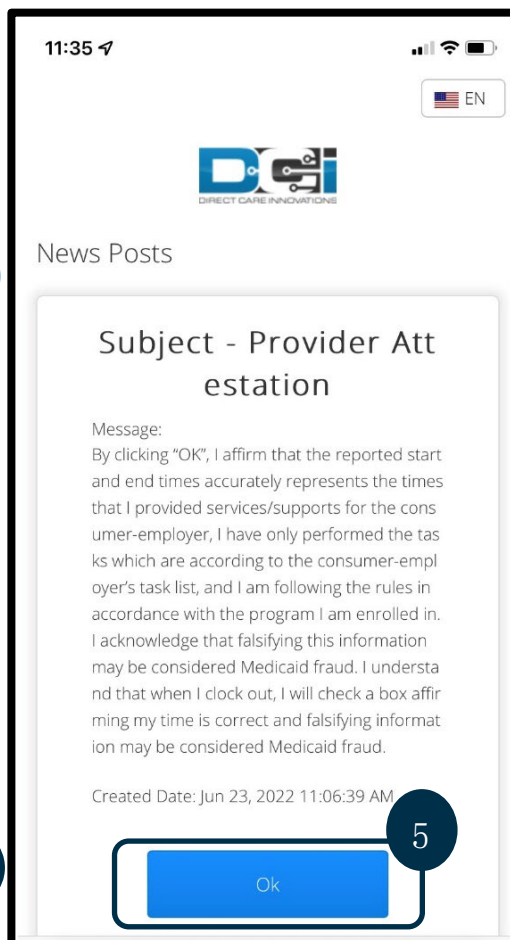 11:35
EN
DCi
DIRECT CARE INNOVATIONS
News Posts
Subject - Provider Att
estation
Message:
By clicking “OK”, I affirm that the reported start
and end times accurately represents the times
that I provided services/supports for the cons
umer-employer, I have only performed the tas
ks which are according to the consumer-empl
oyer’s task list, and I am following the rules in
accordance with the program I am enrolled in.
I acknowledge that falsifying this information
may be considered Medicaid fraud. I understa
nd that when I clock out, I will check a box affir
ming my time is correct and falsifying informat
ion may be considered Medicaid fraud.
Created Date: Jun 23, 2022 11:06:39 AM
5
Ok